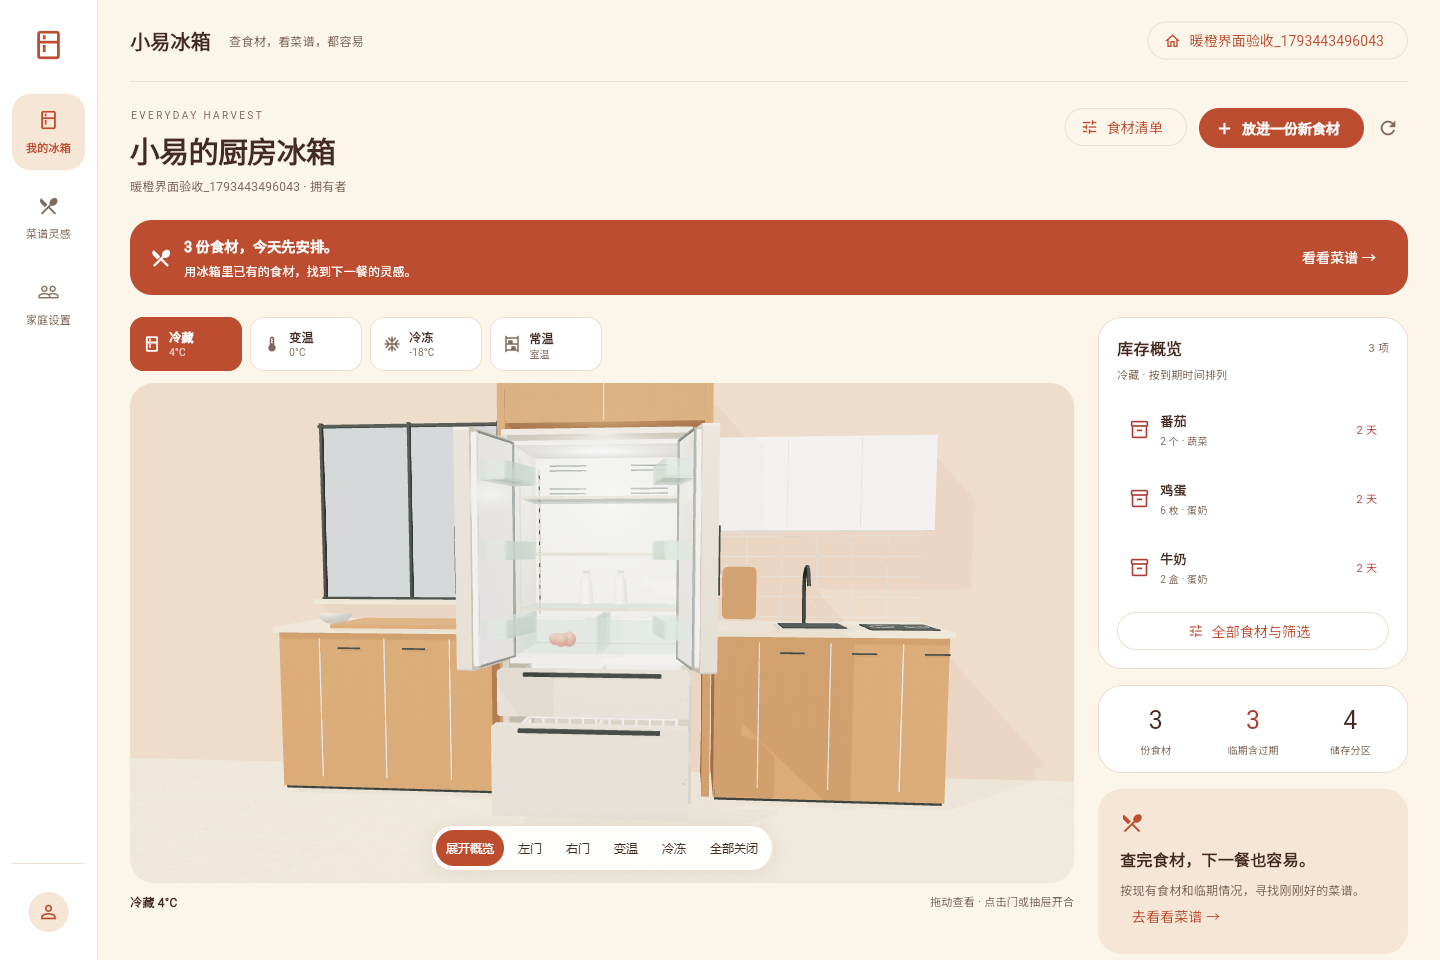 小易冰箱
查食材，看菜谱，都容易
暖橙界面验收_1793443496043
我的冰箱
菜谱灵感
家庭设置
EVERYDAY HARVEST
小易的厨房冰箱
暖橙界面验收_1793443496043 · 拥有者
食材清单
放进一份新食材
3 份食材，今天先安排。
用冰箱里已有的食材，找到下一餐的灵感。
看看菜谱 →
冷藏
4°C
变温
0°C
冷冻
-18°C
常温
室温
展开概览
左门
右门
变温
冷冻
全部关闭
冷藏 4°C
拖动查看 · 点击门或抽屉开合
库存概览
3 项
冷藏 · 按到期时间排列
番茄
2 个 · 蔬菜
2 天
鸡蛋
6 枚 · 蛋奶
2 天
牛奶
2 盒 · 蛋奶
2 天
全部食材与筛选
3
份食材
3
临期含过期
4
储存分区
查完食材，下一餐也容易。
按现有食材和临期情况，寻找刚刚好的菜谱。
去看看菜谱 →